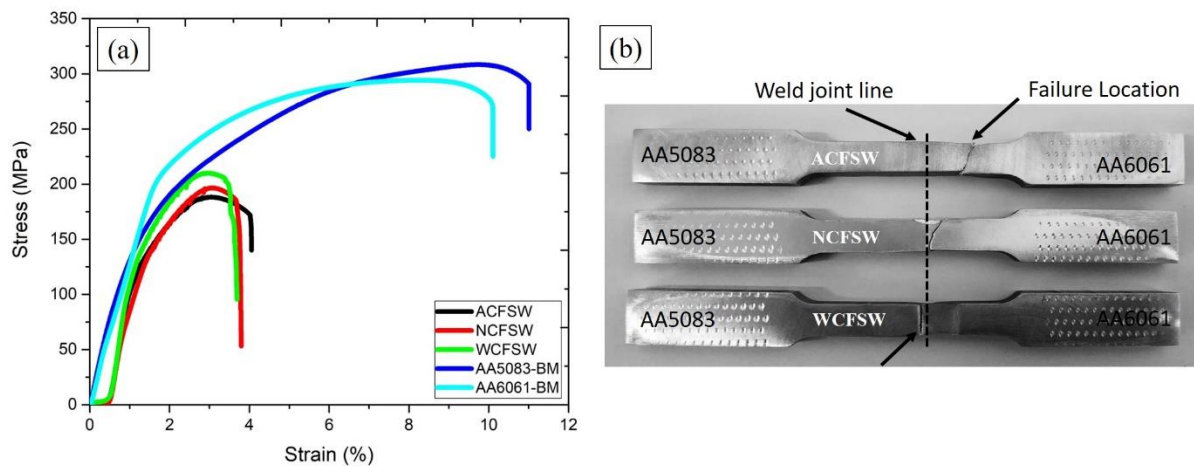 (a)
Stress (MPa)
350
300
250
200
150
100
50
0
0 2 4 6 8 10 12
Strain (%)
ACFSW
NCFSW
WCFSW
AA5083-BM
AA6061-BM
(b)
Weld joint line
Failure Location
AA5083 ACFSW AA6061
AA5083 NCFSW AA6061
AA5083 WCFSW AA6061